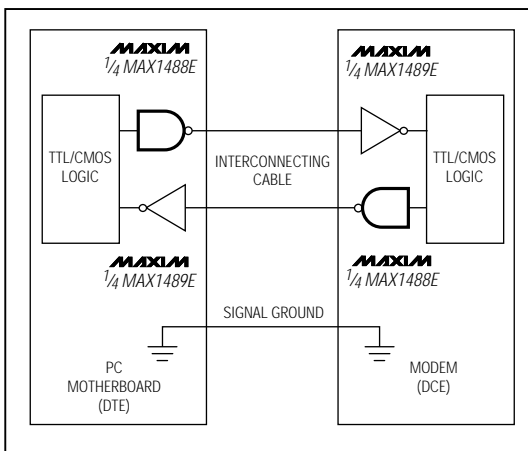 MAXIM
1/4 MAX1488E
MAXIM
1/4 MAX1489E
TTL/CMOS
LOGIC
INTERCONNECTING
CABLE
TTL/CMOS
LOGIC
MAXIM
1/4 MAX1489E
MAXIM
1/4 MAX1488E
SIGNAL GROUND
PC
MOTHERBOARD
(DTE)
MODEM
(DCE)